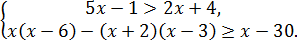 5x − 1 > 2x + 4,
x(x − 6) − (x + 2)(x − 3) ≥ x − 30.